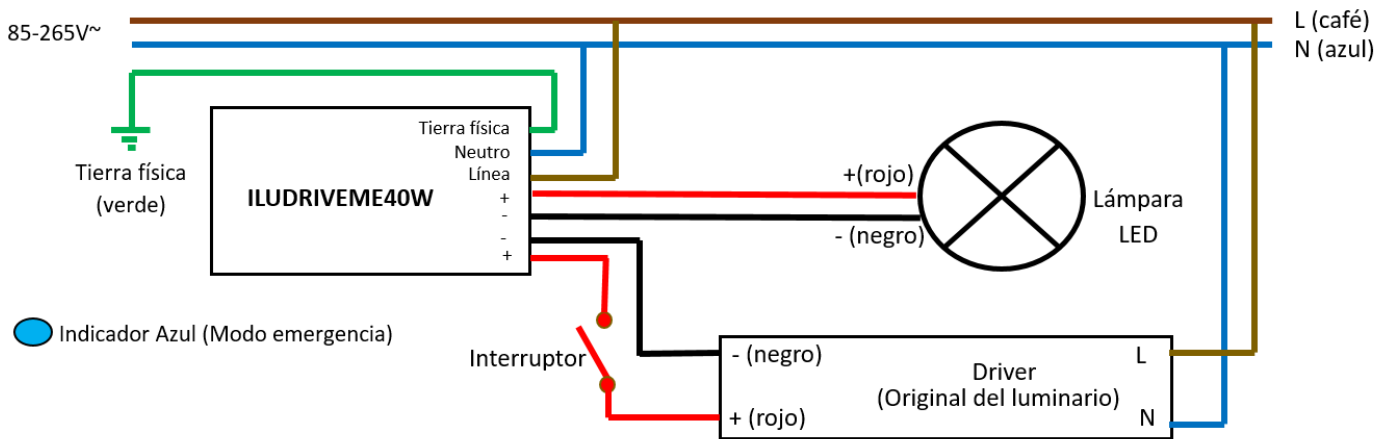 85-265V~
L (café)
N (azul)
Tierra física
(verde)
Tierra física
Neutro
Línea
+
-
-
+
ILUDRIVEME40W
+(rojo)
- (negro)
Lámpara
LED
Indicador Azul (Modo emergencia)
Interruptor
- (negro)
+ (rojo)
Driver
(Original del luminario)
L
N